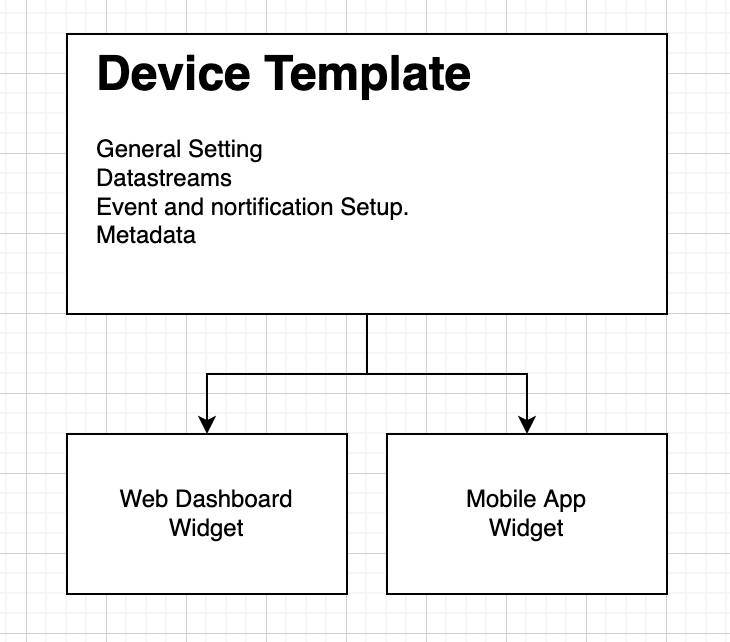 Device Template
General Setting
Datastreams
Event and nortification Setup.
Metadata
Web Dashboard
Widget
Mobile App
Widget